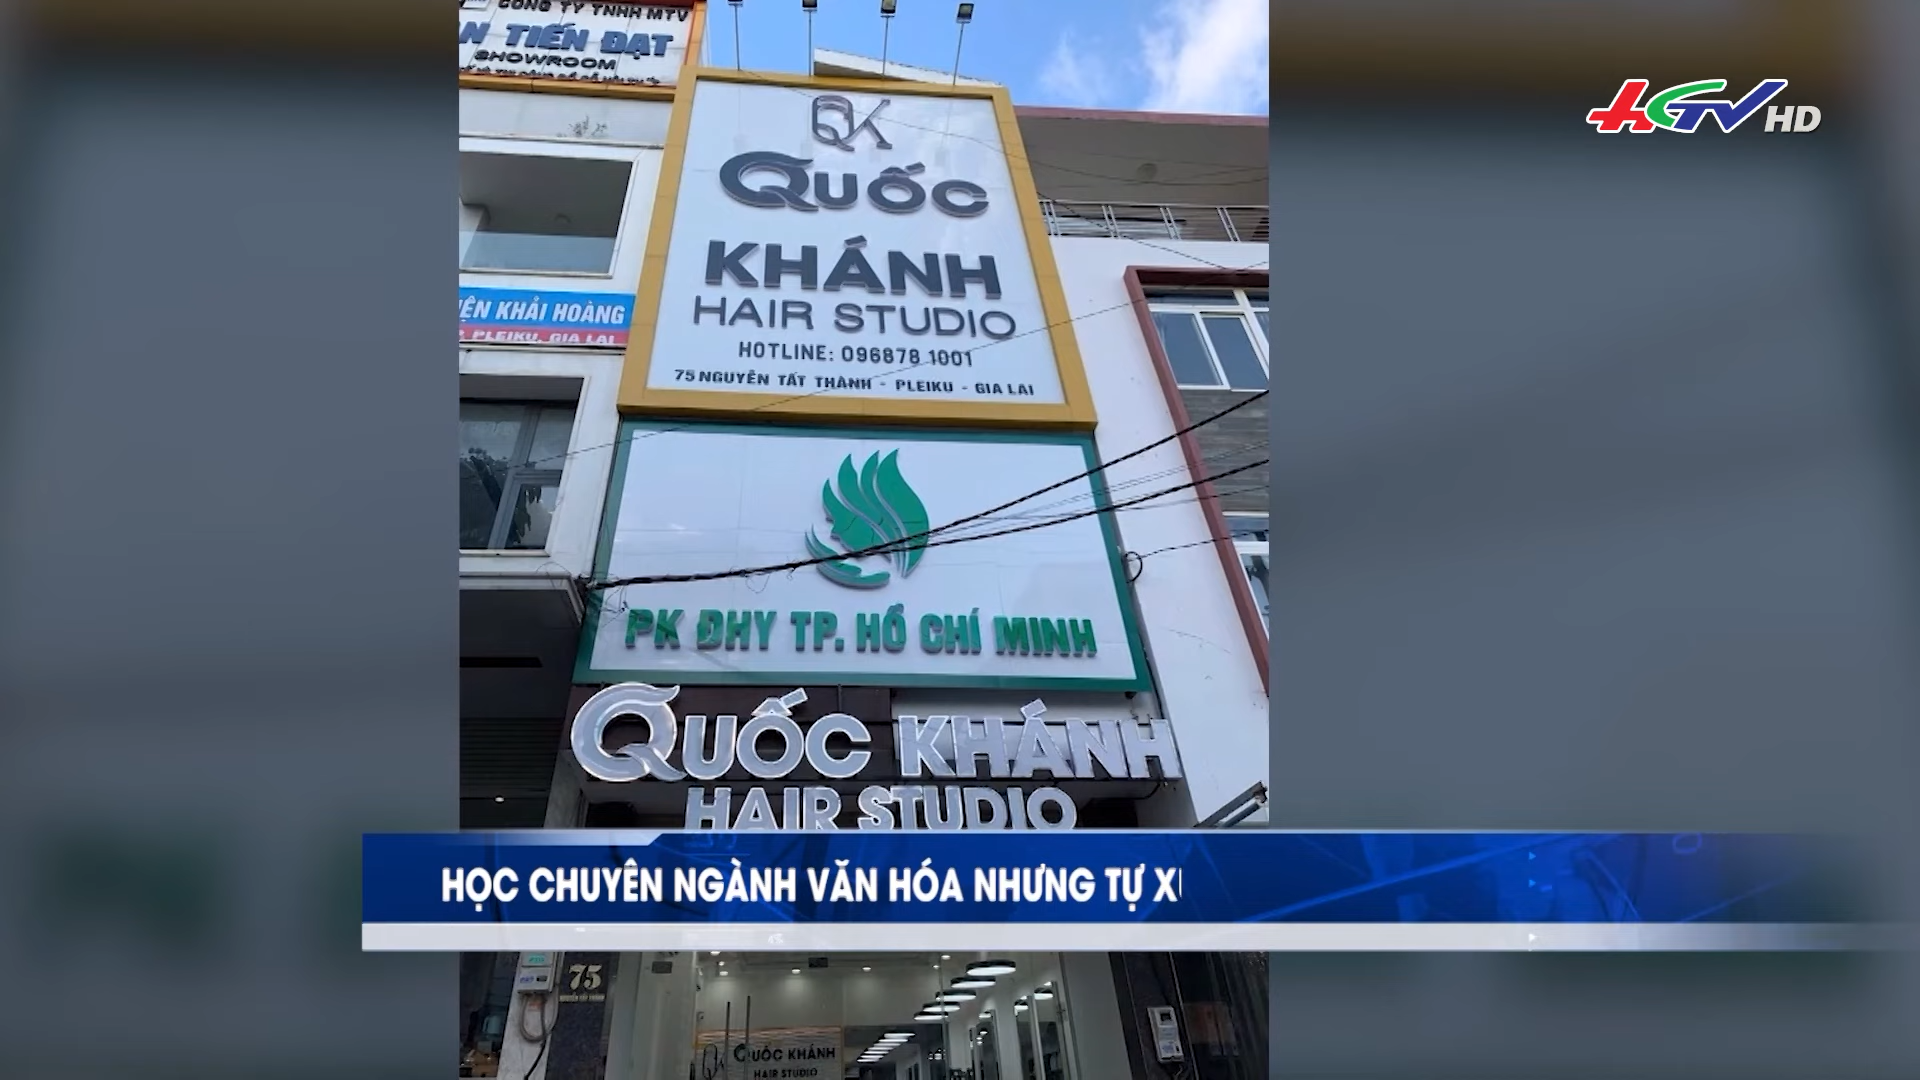 CÔNG TY TNHH MTV
TIẾN ĐẠT
SHOWROOM
HGTV HD
QK
QUỐC
KHÁNH
HAIR STUDIO
HOTLINE: 096878 1001
75 NGUYỄN TẤT THÀNH - PLEIKU - GIA LAI
KHẢI HOÀNG
PLEIKU, GIA LAI
PK ĐHY TP. HỒ CHÍ MINH
QUỐC KHÁNH
HAIR STUDIO
HỌC CHUYÊN NGÀNH VĂN HÓA NHƯNG TỰ
75
QUỐC KHÁNH
HAIR STUDIO